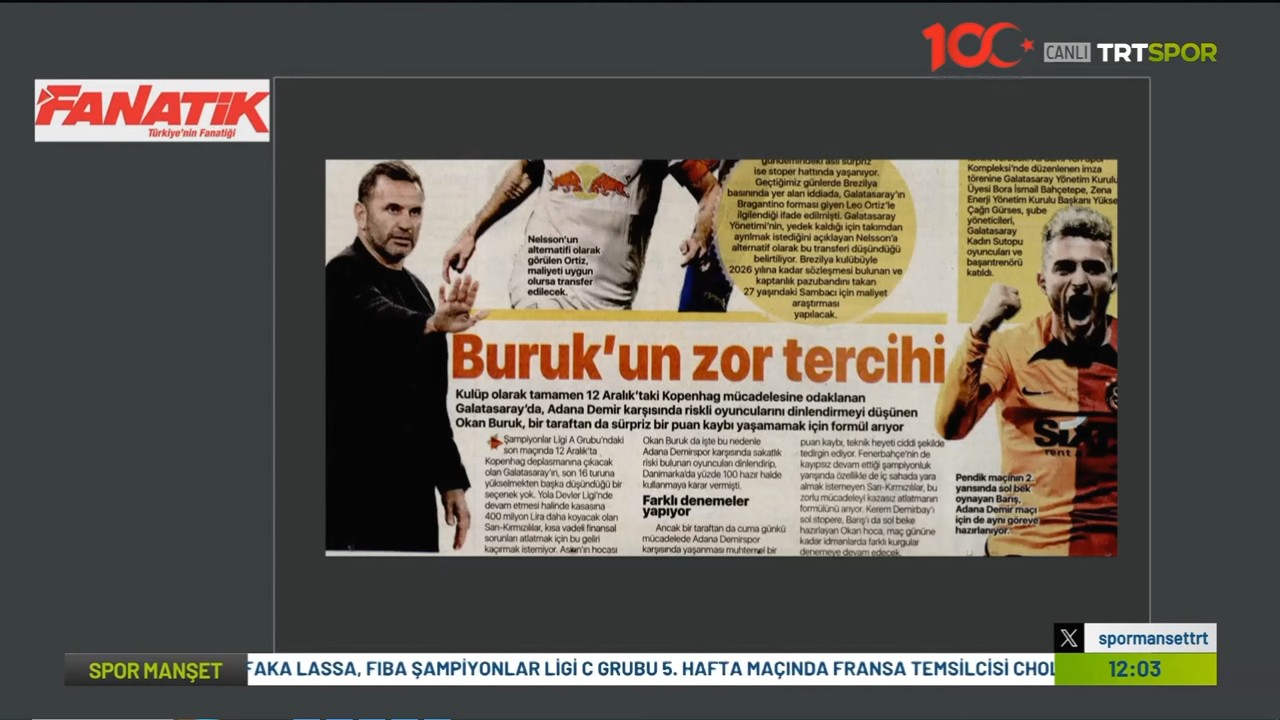 100
CANLI TRTSPOR
FANATİK
Türkiye'nin Fanatiği
gündemindeki asıl sürpriz
ise stoper hattında yaşanıyor.
Geçtiğimiz günlerde Brezilya
basınında yer alan iddiada, Galatasaray'ın
Bragantino forması giyen Leo Ortiz'le
ilgilendiği ifade edilmişti. Galatasaray
Yönetimi'nin, yedek kaldığı için takımdan
ayrılmak istediğini açıklayan Nelsson'a
alternatif olarak bu transferi düşündüğü
belirtiliyor. Brezilya kulübüyle
2026 yılına kadar sözleşmesi bulunan ve
kaptanlık pazubandını takan
27 yaşındaki Sambacı için maliyet
araştırması
yapılacak.
Nelsson'un
alternatifi olarak
görülen Ortiz,
maliyeti uygun
olursa transfer
edilecek.
Kompleksi'nde düzenlenen imza
törenine Galatasaray Yönetim Kurulu
Üyesi Bora İsmail Bahçetepe, Zena
Enerji Yönetim Kurulu Başkanı Yükse
Çağrı Gürses, şube
yöneticileri,
Galatasaray
Kadın Sutopu
oyuncuları ve
başantrenörü
katıldı.
Buruk'un zor tercihi
Kulüp olarak tamamen 12 Aralık'taki Kopenhag mücadelesine odaklanan
Galatasaray'da, Adana Demir karşısında riskli oyuncularını dinlendirmeyi düşünen
Okan Buruk, bir taraftan da sürpriz bir puan kaybı yaşamamak için formül arıyor
Şampiyonlar Ligi A Grubu'ndaki
son maçında 12 Aralık'ta
Kopenhag deplasmanına çıkacak
olan Galatasaray'ın, son 16 turuna
yükselmekten başka düşündüğü bir
seçenek yok. Yola Devler Ligi'nde
devam etmesi halinde kasasına
400 milyon Lira daha koyacak olan
Sarı-Kırmızılılar, kısa vadeli finansal
sorunları atlatmak için bu geliri
kaçırmak istemiyor. Aslan'ın hocası
Okan Buruk da işte bu nedenle
Adana Demirspor karşısında sakatlık
riski bulunan oyuncuları dinlendirip,
Danimarka'da yüzde 100 hazır halde
kullanmaya karar vermişti.
Farklı denemeler
yapıyor
Ancak bir taraftan da cuma günkü
mücadelede Adana Demirspor
karşısında yaşanması muhtemel bir
puan kaybı, teknik heyeti ciddi şekilde
tedirgin ediyor. Fenerbahçe'nin de
kayıpsız devam ettiği şampiyonluk
yarışında özellikle de iç sahada yara
almak istemeyen Sarı-Kırmızılılar, bu
zorlu mücadeleyi kazasız atlatmanın
formülünü arıyor. Kerem Demirbay'ı
sol stopere, Barış'ı da sol beke
hazırlayan Okan hoca, maç gününe
kadar idmanlarda farklı kurgular
denemeye devam edecek.
SIXT
rent a
Pendik maçının 2.
yarısında sol bek
oynayan Barış,
Adana Demir maçı
için de aynı göreve
hazırlanıyor.
X spormansettrt
SPOR MANŞET
FAKA LASSA, FIBA ŞAMPİYONLAR LİGİ C GRUBU 5. HAFTA MAÇINDA FRANSA TEMSİLCİSİ CHOL
12:03